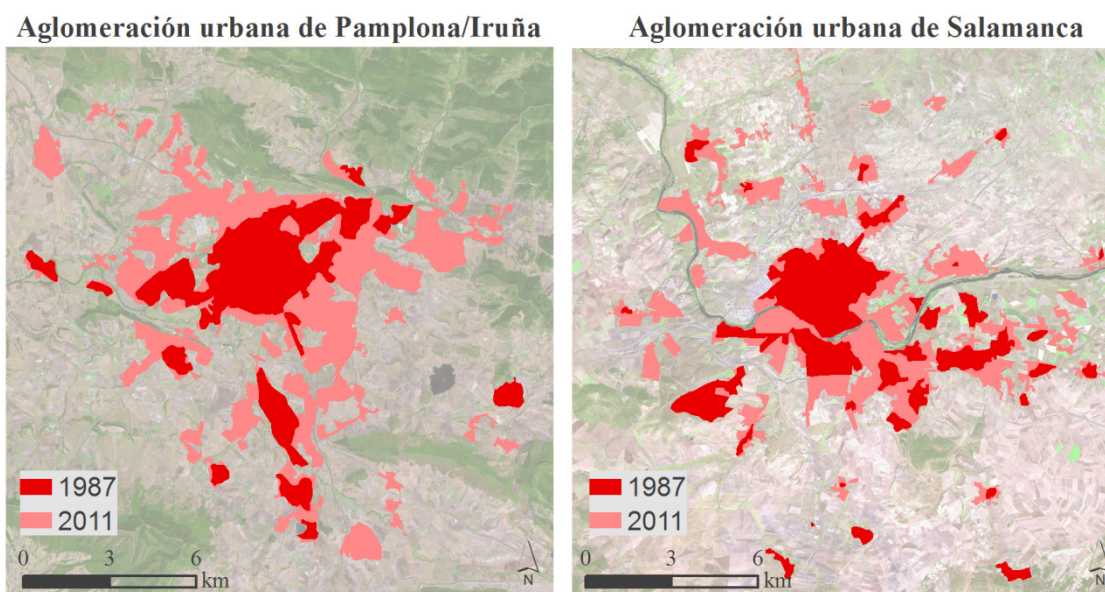 Aglomeración urbana de Pamplona/Iruña
1987
2011
0 3 6
km
N
Aglomeración urbana de Salamanca
1987
2011
0 3 6
km
N